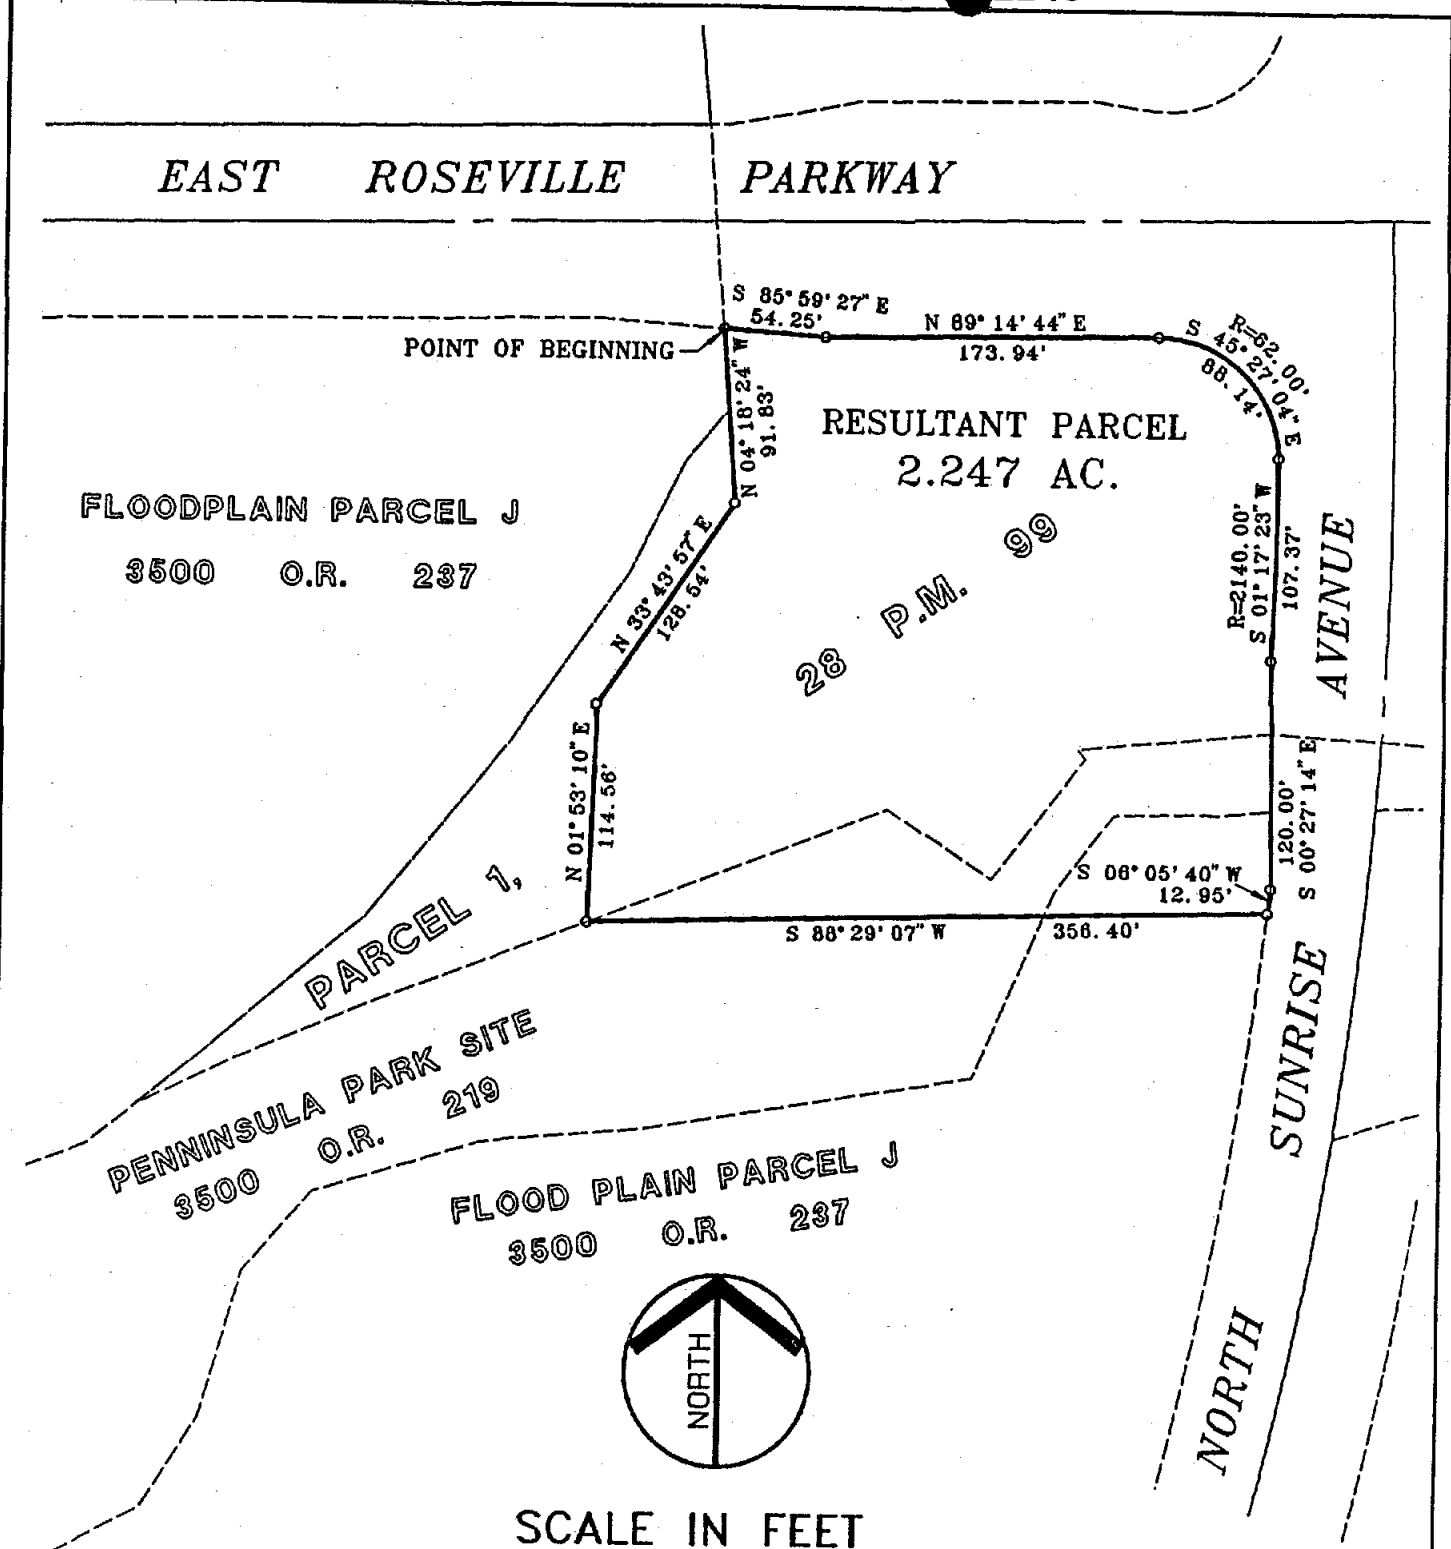 EAST ROSEVILLE PARKWAY
S 85° 59' 27" E
54.25'
N 89° 14' 44" E
173.94'
R=62.00'
S 45° 27' 04" E
88.14'
POINT OF BEGINNING
N 04° 18' 24" W
91.83'
RESULTANT PARCEL
2.247 AC.
FLOODPLAIN PARCEL J
3500 O.R. 237
N 33° 43' 57" E
128.54'
28 P.M. 99
R=2140.00'
S 01° 17' 23" W
107.37'
N 01° 53' 10" E
114.56'
120.00'
S 00° 27' 14" E
S 06° 05' 40" W
12.95'
S 88° 29' 07" W 356.40'
PARCEL 1,
PENNINSULA PARK SITE
3500 O.R. 219
FLOOD PLAIN PARCEL J
3500 O.R. 237
NORTH SUNRISE AVENUE
NORTH
SCALE IN FEET